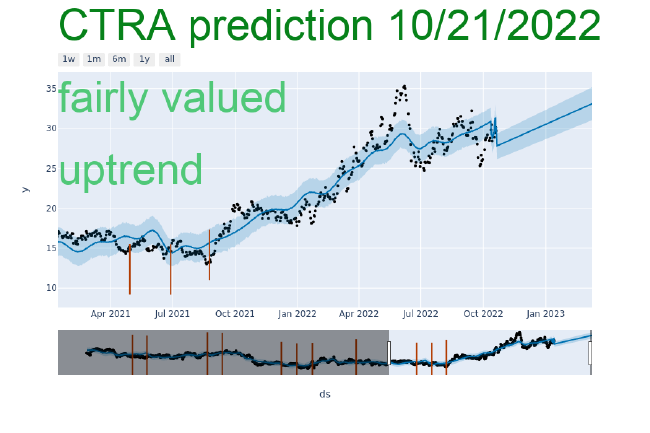 CTRA prediction 10/21/2022
1w 1m 6m 1y all
fairly valued
uptrend
y
35
30
25
20
15
10
Apr 2021 Jul 2021 Oct 2021 Jan 2022 Apr 2022 Jul 2022 Oct 2022 Jan 2023
ds